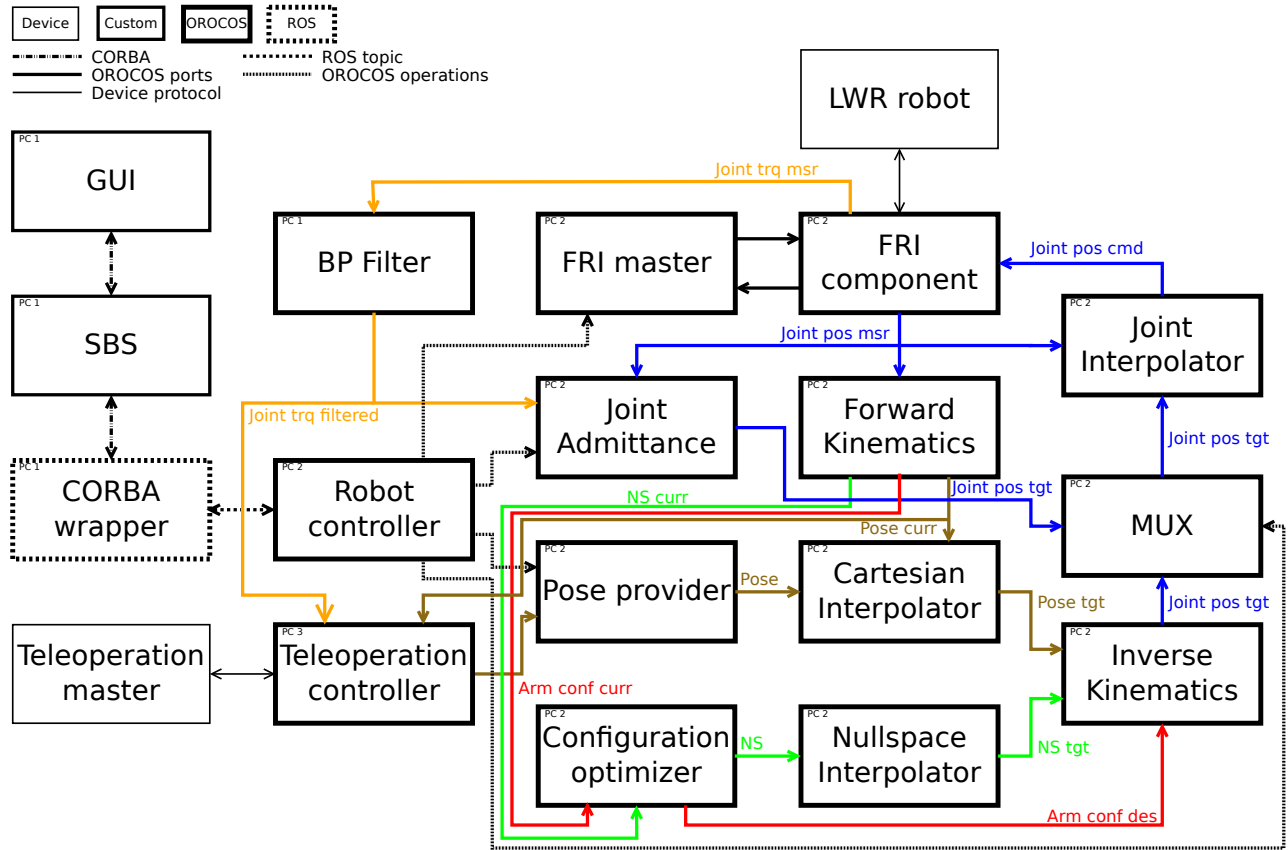 Device
Custom
OROCOS
ROS
CORBA
ROS topic
OROCOS ports
OROCOS operations
Device protocol
LWR robot
PC 1
GUI
Joint trq msr
PC 1
BP Filter
PC 2
FRI master
PC 2
FRI
component
Joint pos cmd
PC 1
SBS
PC 2
Joint
Interpolator
Joint pos msr
Joint trq filtered
PC 2
Joint
Admittance
PC 2
Forward
Kinematics
Joint pos tgt
PC 1
CORBA
wrapper
PC 2
Robot
controller
NS curr
Joint pos tgt
Pose curr
PC 2
MUX
PC 2
Pose provider
Pose
PC 2
Cartesian
Interpolator
Pose tgt
Joint pos tgt
Teleoperation
master
PC 3
Teleoperation
controller
Arm conf curr
PC 2
Inverse
Kinematics
PC 2
Configuration
optimizer
NS
PC 2
Nullspace
Interpolator
NS tgt
Arm conf des